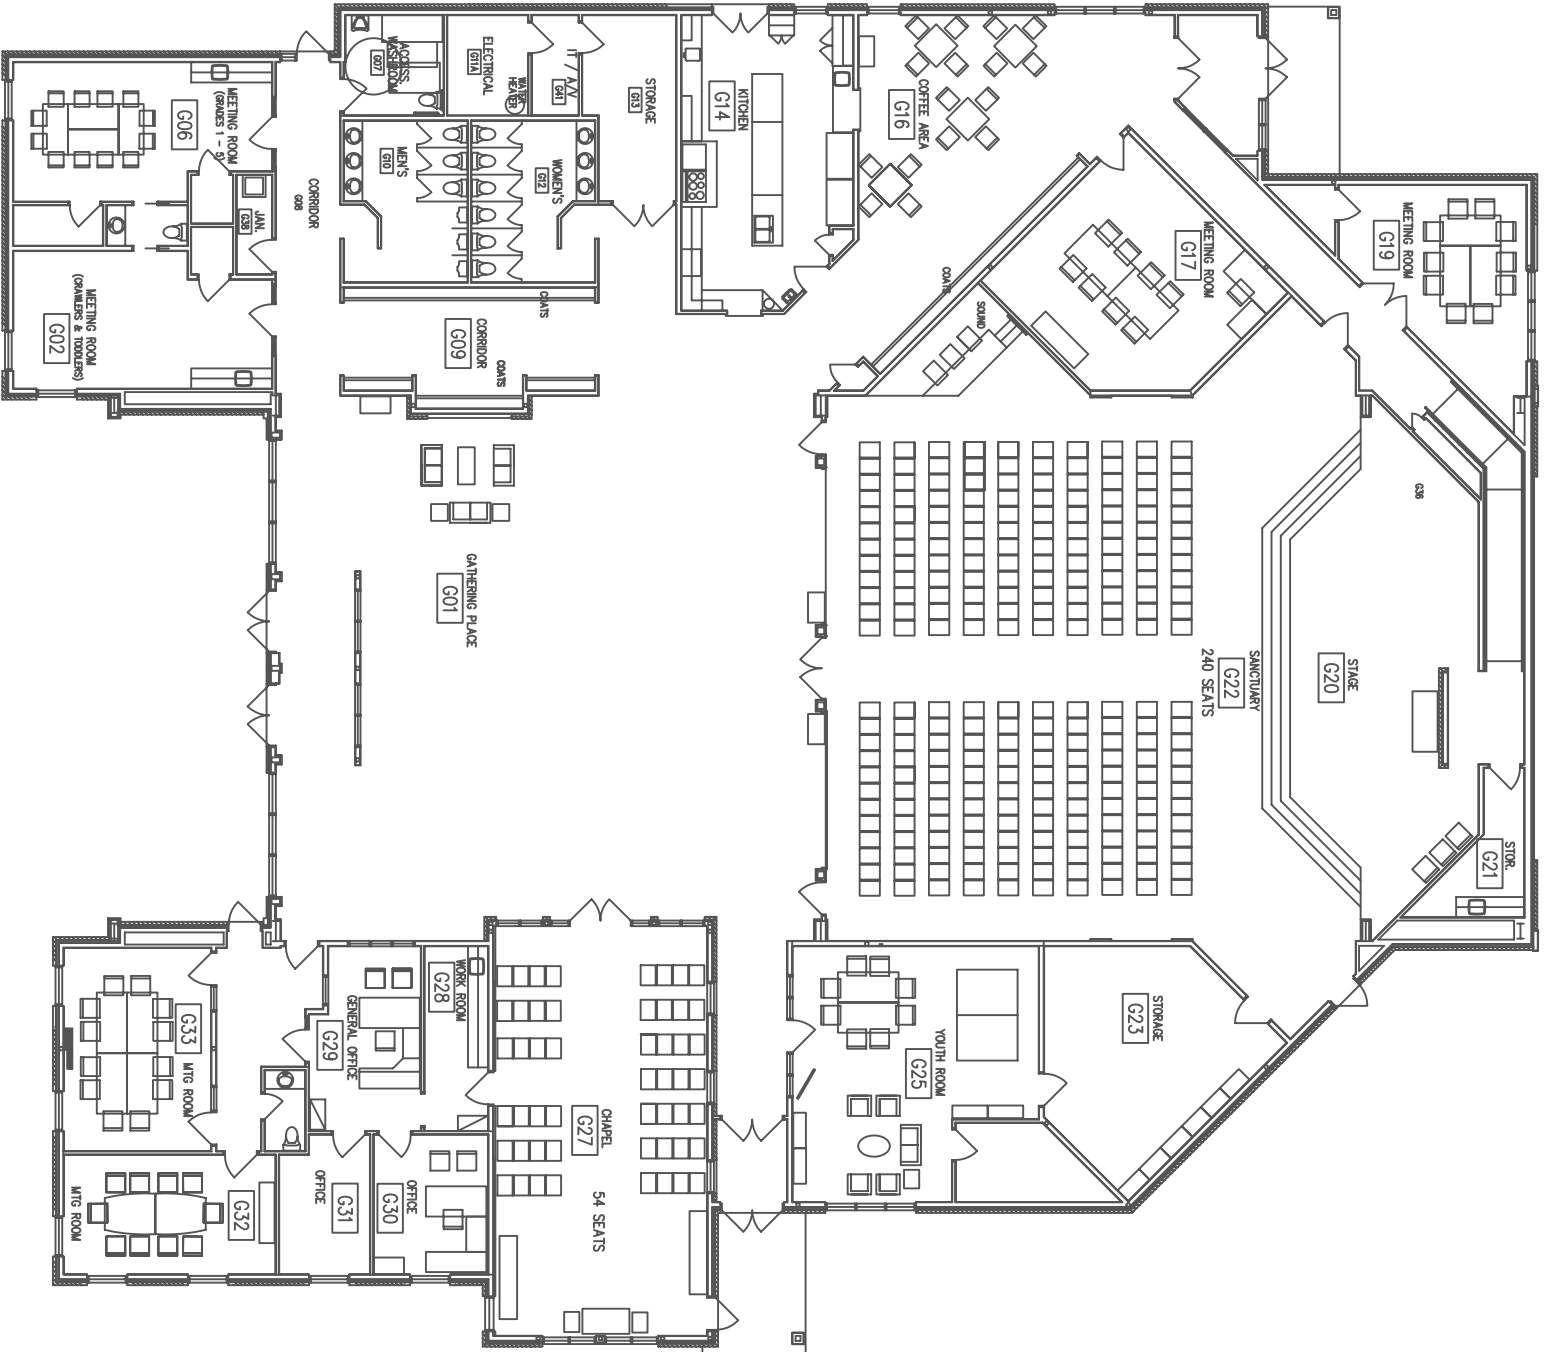 ACCESS.
WASHROOM
G07
ELECTRICAL
G11A
WATER
HEATER
IT / A/V
G41
STORAGE
G13
KITCHEN
G14
COFFEE AREA
G16
MEETING ROOM
(GRADES 1 - 5)
G06
JAN.
G38
CORRIDOR
G08
MEN'S
G10
WOMEN'S
G12
MEETING ROOM
(CRAWLERS & TODDLERS)
G02
COATS
CORRIDOR
G09
COATS
COATS
SOUND
MEETING ROOM
G17
MEETING ROOM
G19
G36
GATHERING PLACE
G01
SANCTUARY
G22
240 SEATS
STAGE
G20
STOR.
G21
STORAGE
G23
YOUTH ROOM
G25
WORK ROOM
G28
GENERAL OFFICE
G29
G33
MTG ROOM
CHAPEL
G27
54 SEATS
OFFICE
G30
OFFICE
G31
G32
MTG ROOM